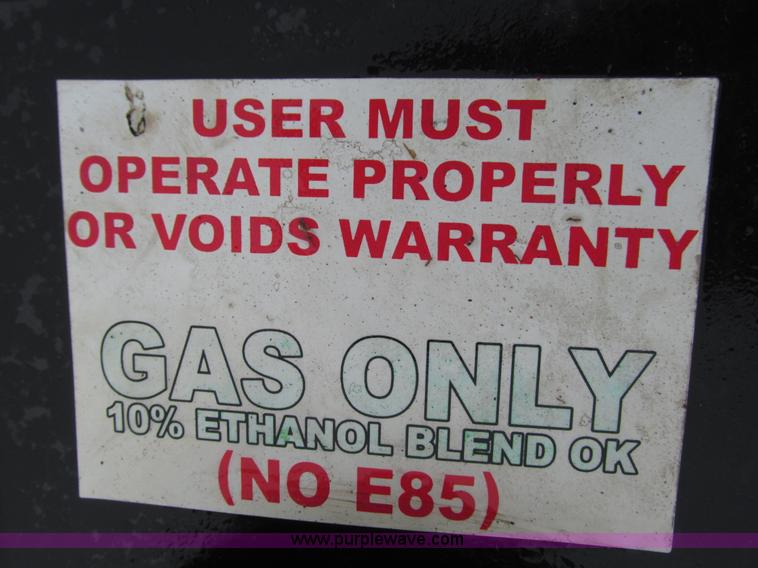 USER MUST
OPERATE PROPERLY
OR VOIDS WARRANTY
GAS ONLY
10% ETHANOL BLEND OK
(NO E85)
www.purplewave.com